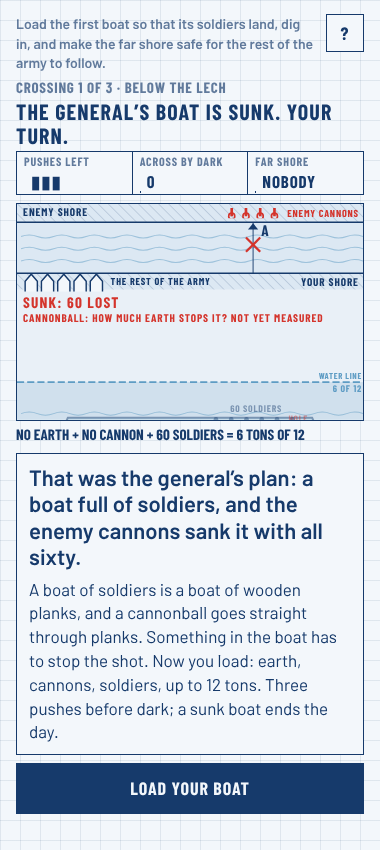 Load the first boat so that its soldiers land, dig
in, and make the far shore safe for the rest of the
army to follow.
?
CROSSING 1 OF 3 · BELOW THE LECH
THE GENERAL'S BOAT IS SUNK. YOUR
TURN.
PUSHES LEFT
ACROSS BY DARK
0
FAR SHORE
NOBODY
ENEMY SHORE
ENEMY CANNONS
A
THE REST OF THE ARMY
YOUR SHORE
SUNK: 60 LOST
CANNONBALL: HOW MUCH EARTH STOPS IT? NOT YET MEASURED
WATER LINE
6 OF 12
60 SOLDIERS
NO EARTH + NO CANNON + 60 SOLDIERS = 6 TONS OF 12
That was the general's plan: a
boat full of soldiers, and the
enemy cannons sank it with all
sixty.
A boat of soldiers is a boat of wooden
planks, and a cannonball goes straight
through planks. Something in the boat has
to stop the shot. Now you load: earth,
cannons, soldiers, up to 12 tons. Three
pushes before dark; a sunk boat ends the
day.
LOAD YOUR BOAT